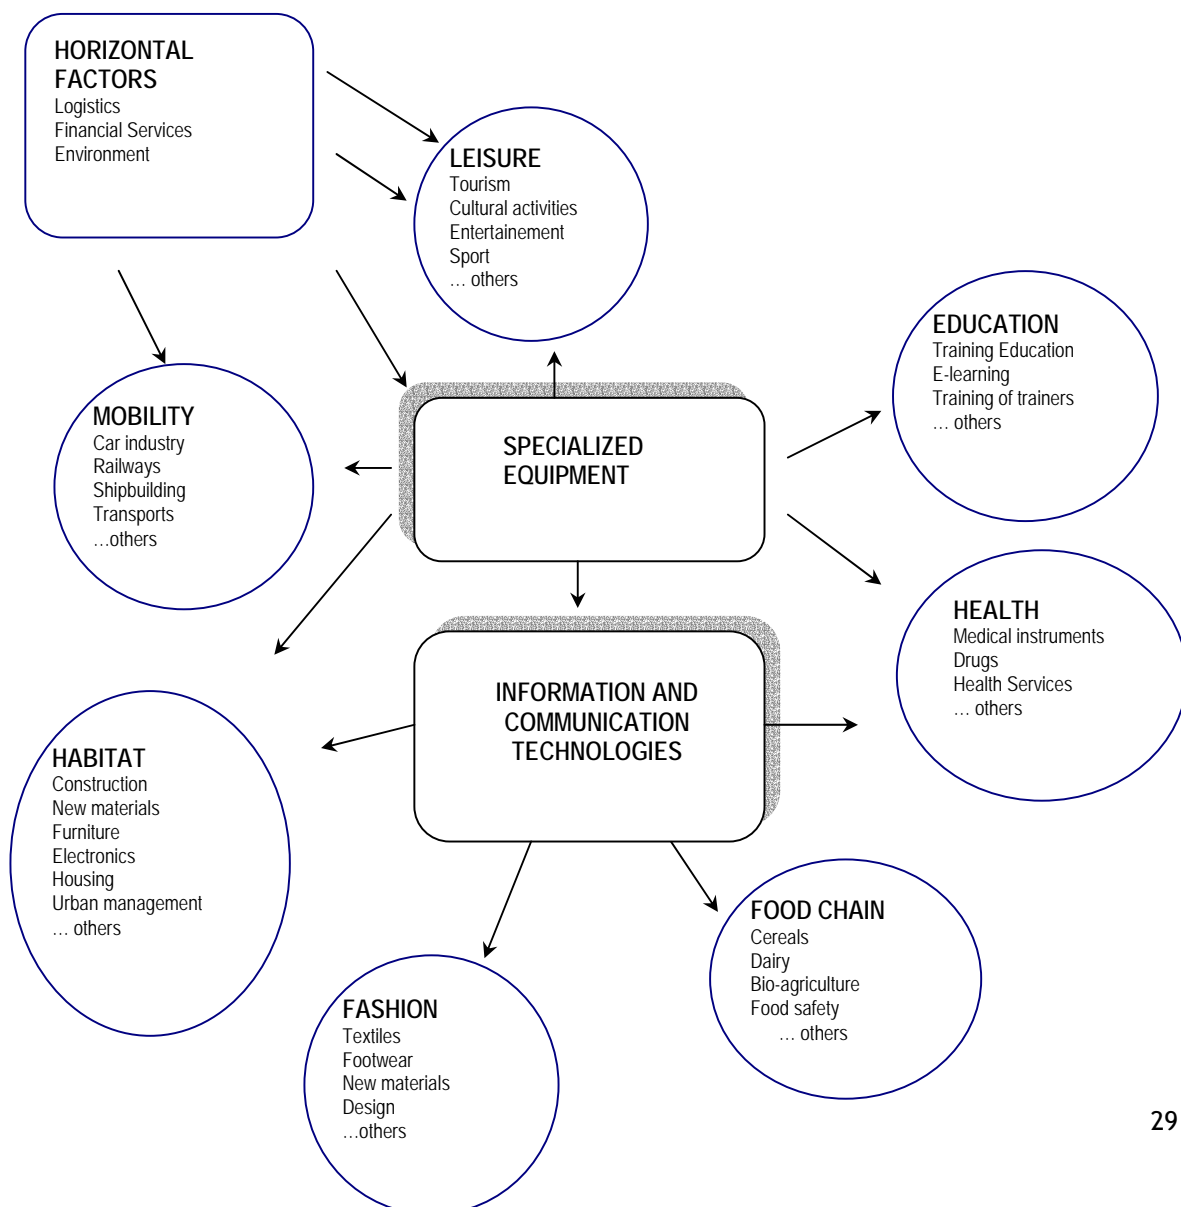 HORIZONTAL
FACTORS
Logistics
Financial Services
Environment
LEISURE
Tourism
Cultural activities
Entertainement
Sport
… others
EDUCATION
Training Education
E-learning
Training of trainers
… others
MOBILITY
Car industry
Railways
Shipbuilding
Transports
…others
SPECIALIZED
EQUIPMENT
HEALTH
Medical instruments
Drugs
Health Services
… others
INFORMATION AND
COMMUNICATION
TECHNOLOGIES
HABITAT
Construction
New materials
Furniture
Electronics
Housing
Urban management
… others
FOOD CHAIN
Cereals
Dairy
Bio-agriculture
Food safety
… others
FASHION
Textiles
Footwear
New materials
Design
…others
29